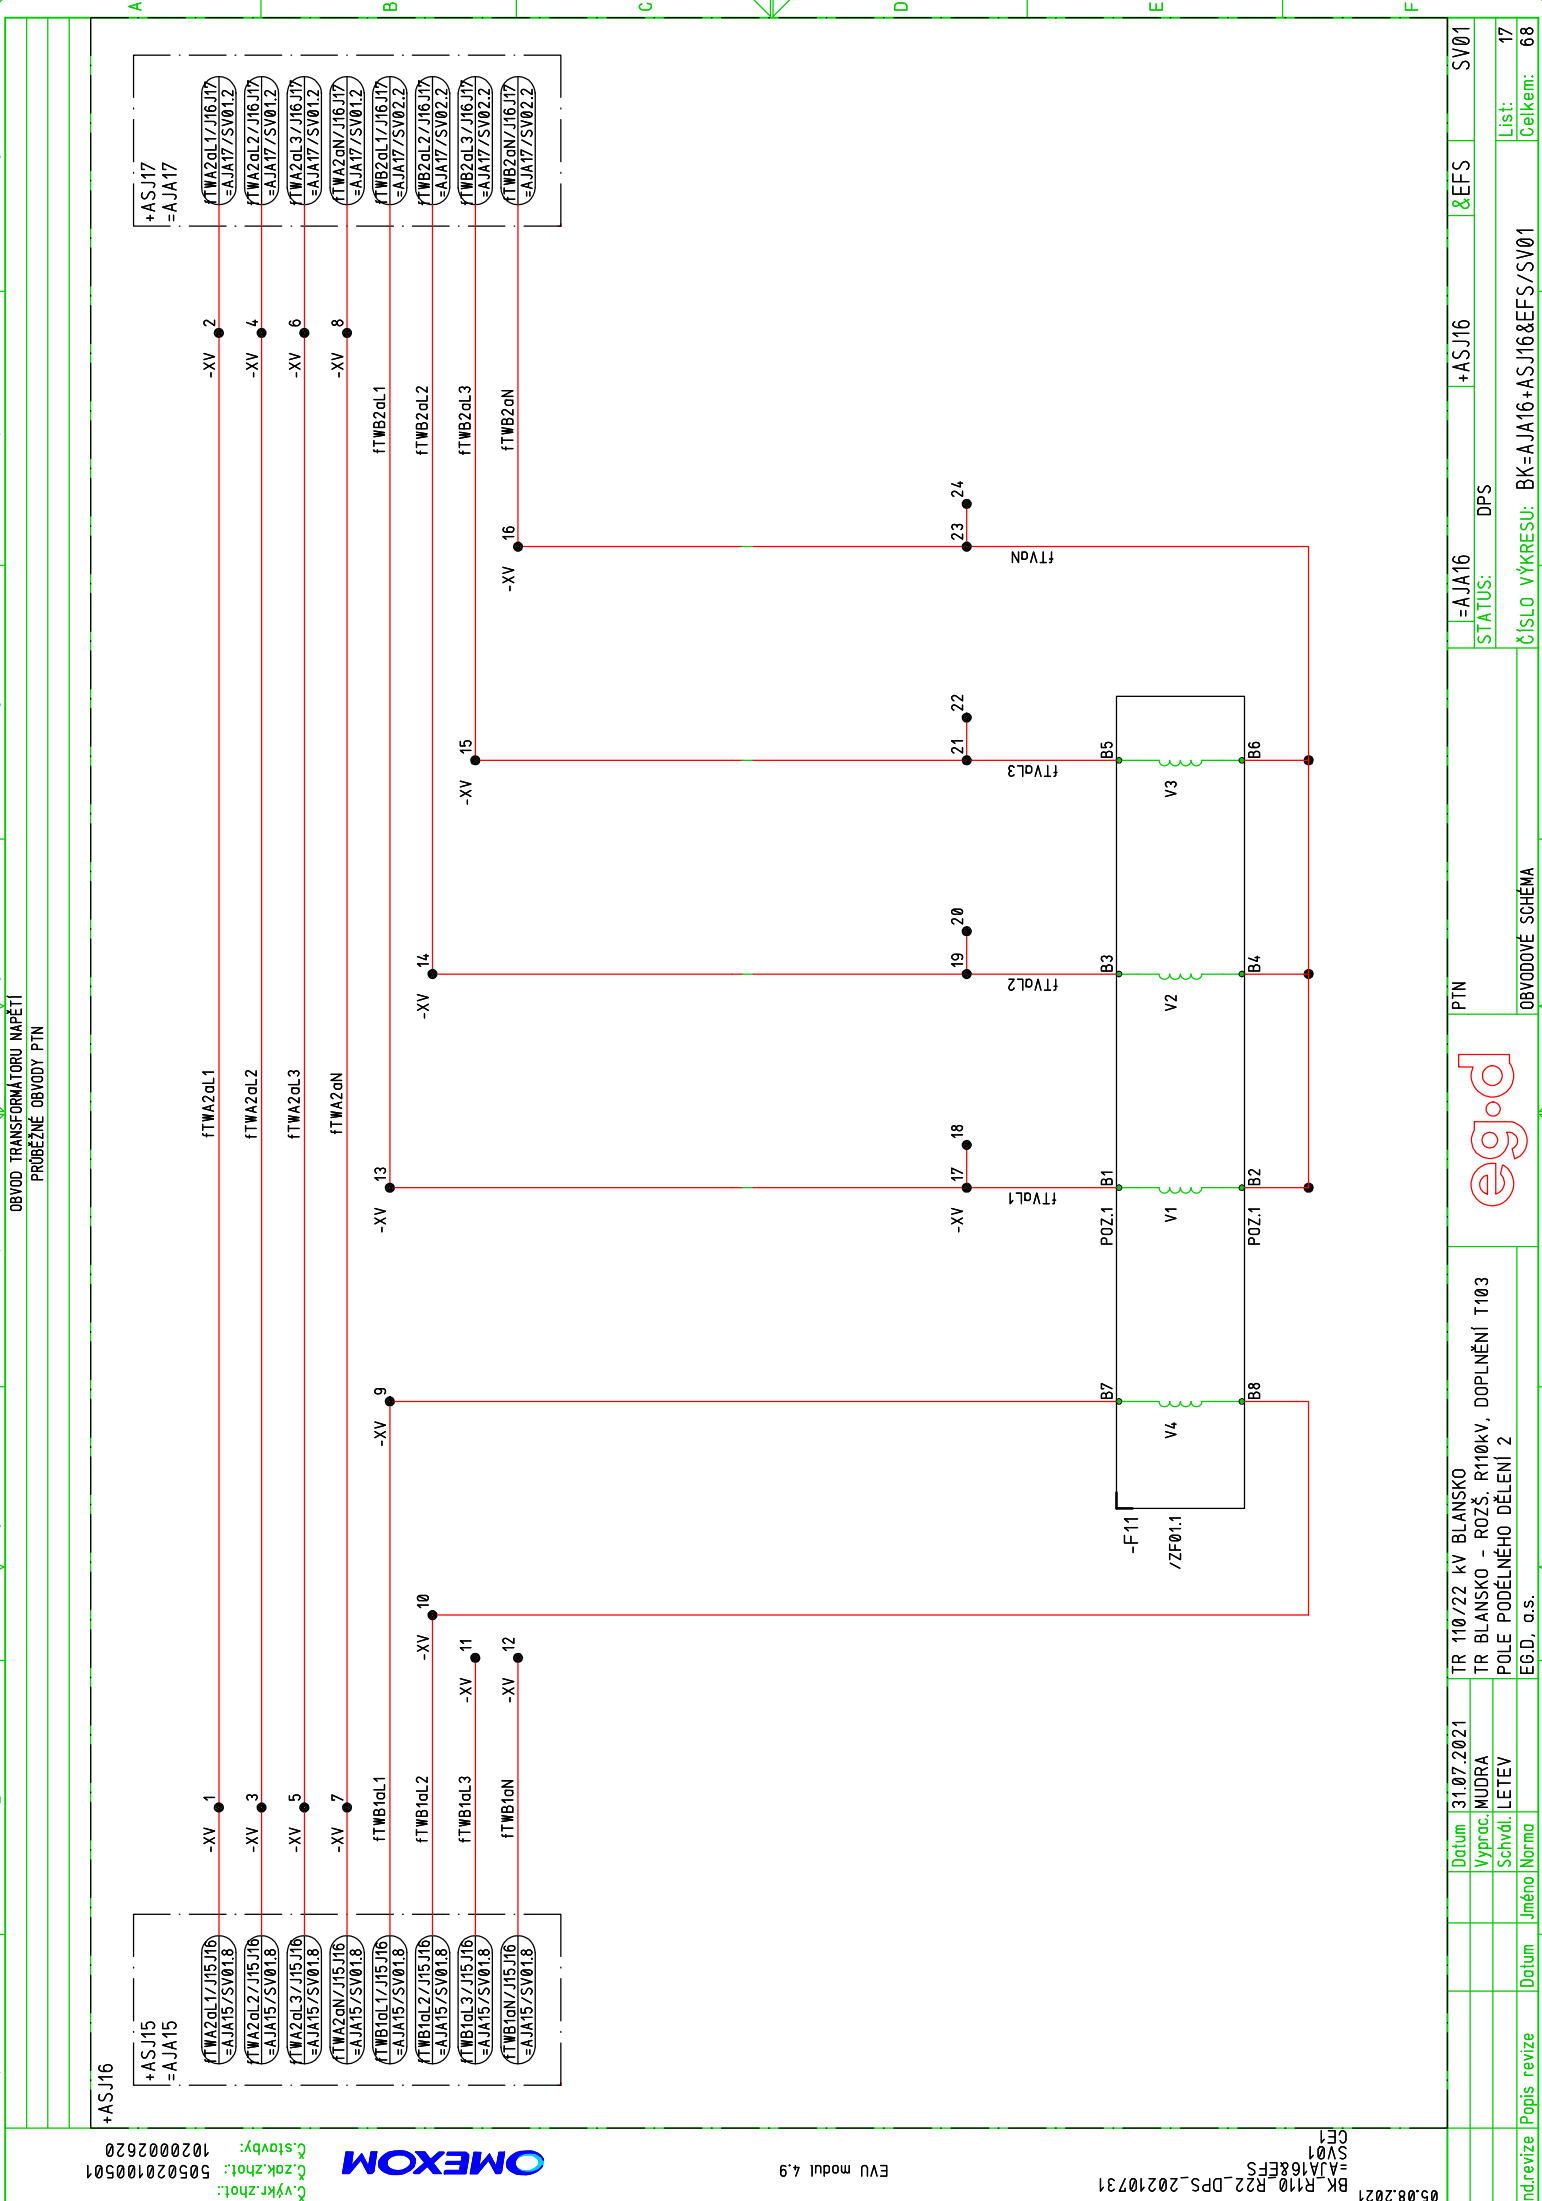 OBVOD TRANSFORMÁTORU NAPĚTÍ
PRŮBĚŽNÉ OBVODY PTN
A
B
C
D
E
F
+ASJ16
+ASJ15
=AJA15
fTWA2aL1/J15J16
=AJA15/SV01.8
fTWA2aL2/J15J16
=AJA15/SV01.8
fTWA2aL3/J15J16
=AJA15/SV01.8
fTWA2aN/J15J16
=AJA15/SV01.8
fTWB1aL1/J15J16
=AJA15/SV01.8
fTWB1aL2/J15J16
=AJA15/SV01.8
fTWB1aL3/J15J16
=AJA15/SV01.8
fTWB1aN/J15J16
=AJA15/SV01.8
+ASJ17
=AJA17
fTWA2aL1/J16J17
=AJA17/SV01.2
fTWA2aL2/J16J17
=AJA17/SV01.2
fTWA2aL3/J16J17
=AJA17/SV01.2
fTWA2aN/J16J17
=AJA17/SV01.2
fTWB2aL1/J16J17
=AJA17/SV02.2
fTWB2aL2/J16J17
=AJA17/SV02.2
fTWB2aL3/J16J17
=AJA17/SV02.2
fTWB2aN/J16J17
=AJA17/SV02.2
-XV 1 fTWA2aL1 -XV 2
-XV 3 fTWA2aL2 -XV 4
-XV 5 fTWA2aL3 -XV 6
-XV 7 fTWA2aN -XV 8
fTWB1aL1 -XV 9 -XV 13 fTWB2aL1
fTWB1aL2 -XV 10 -XV 14 fTWB2aL2
fTWB1aL3 -XV 11 -XV 15 fTWB2aL3
fTWB1aN -XV 12 -XV 16 fTWB2aN
-XV 17 18 19 20 21 22 23 24
fTVaL1 fTVaL2 fTVaL3 fTVaN
B7 POZ.1 B1 B3 B5
-F11
/ZF01.1
V4 V1 V2 V3
B8 POZ.1 B2 B4 B6
Č.stavby: 1020002620
Č.zak.zhot.: 505020100501
Č.výkr.zhot.:
OMEXOM
EVU modul 4.9
CE1
SV01
=AJA16&EFS
BK_R110_R22_DPS_20210731
05.08.2021
nd.revize Popis revize Datum Jméno Norma
Datum 31.07.2021
Vyprac. MUDRA
Schvál. LETEV
TR 110/22 kV BLANSKO
TR BLANSKO - ROZŠ. R110kV, DOPLNĚNÍ T103
POLE PODÉLNÉHO DĚLENÍ 2
EG.D, a.s.
eg.d
PTN
OBVODOVÉ SCHÉMA
=AJA16 +ASJ16 &EFS SV01
STATUS: DPS
List: 17
ČÍSLO VÝKRESU: BK=AJA16+ASJ16&EFS/SV01
Celkem: 68